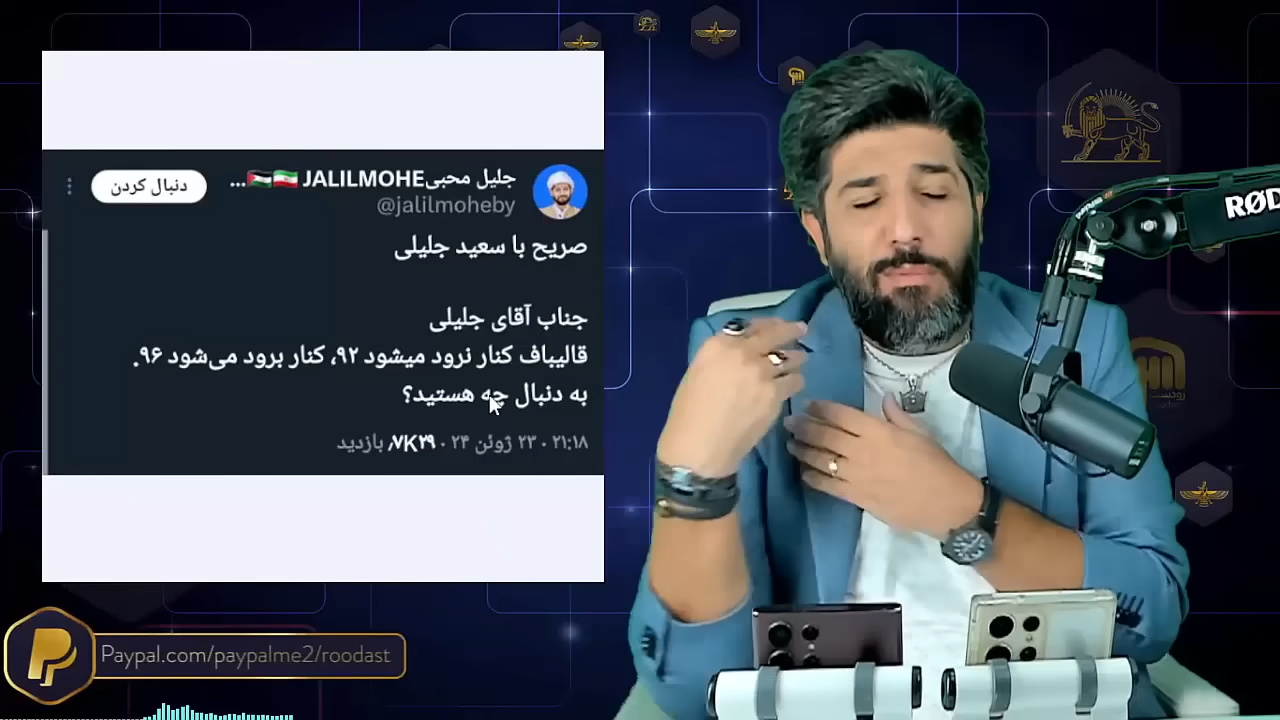 جلیل محبیJALILMOHE 🇮🇷🇵🇸...
@jalilmoheby
دنبال کردن
صریح با سعید جلیلی
جناب آقای جلیلی
قالیباف کنار نرود میشود ۹۲، کنار برود می‌شود ۹۶.
به دنبال چه هستید؟
۲۱:۱۸ · ۲۳ ژوئن ۲۴ · ۸٬۷K۲۹ بازدید
RØD
Paypal.com/paypalme2/roodast